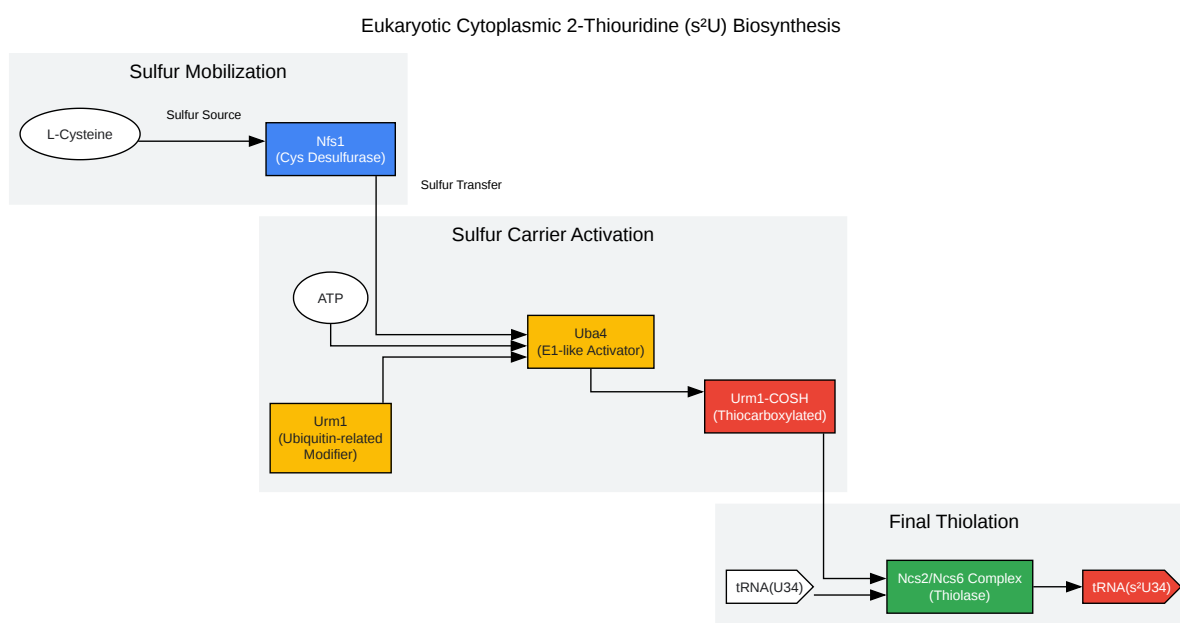 Eukaryotic Cytoplasmic 2-Thiouridine (s²U) Biosynthesis
Sulfur Mobilization
L-Cysteine
Sulfur Source
Nfs1
(Cys Desulfurase)
Sulfur Transfer
Sulfur Carrier Activation
ATP
Uba4
(E1-like Activator)
Urm1-COSH
(Thiocarboxylated)
Urm1
(Ubiquitin-related
Modifier)
Final Thiolation
tRNA(U34)
Ncs2/Ncs6 Complex
(Thiolase)
tRNA(s²U34)